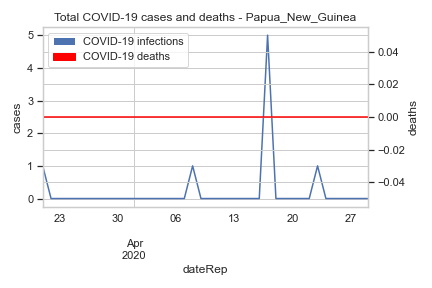 Total COVID-19 cases and deaths - Papua_New_Guinea
COVID-19 infections
COVID-19 deaths
5
4
3
2
1
0
cases
0.04
0.02
0.00
−0.02
−0.04
deaths
23 30 06 13 20 27
Apr
2020
dateRep